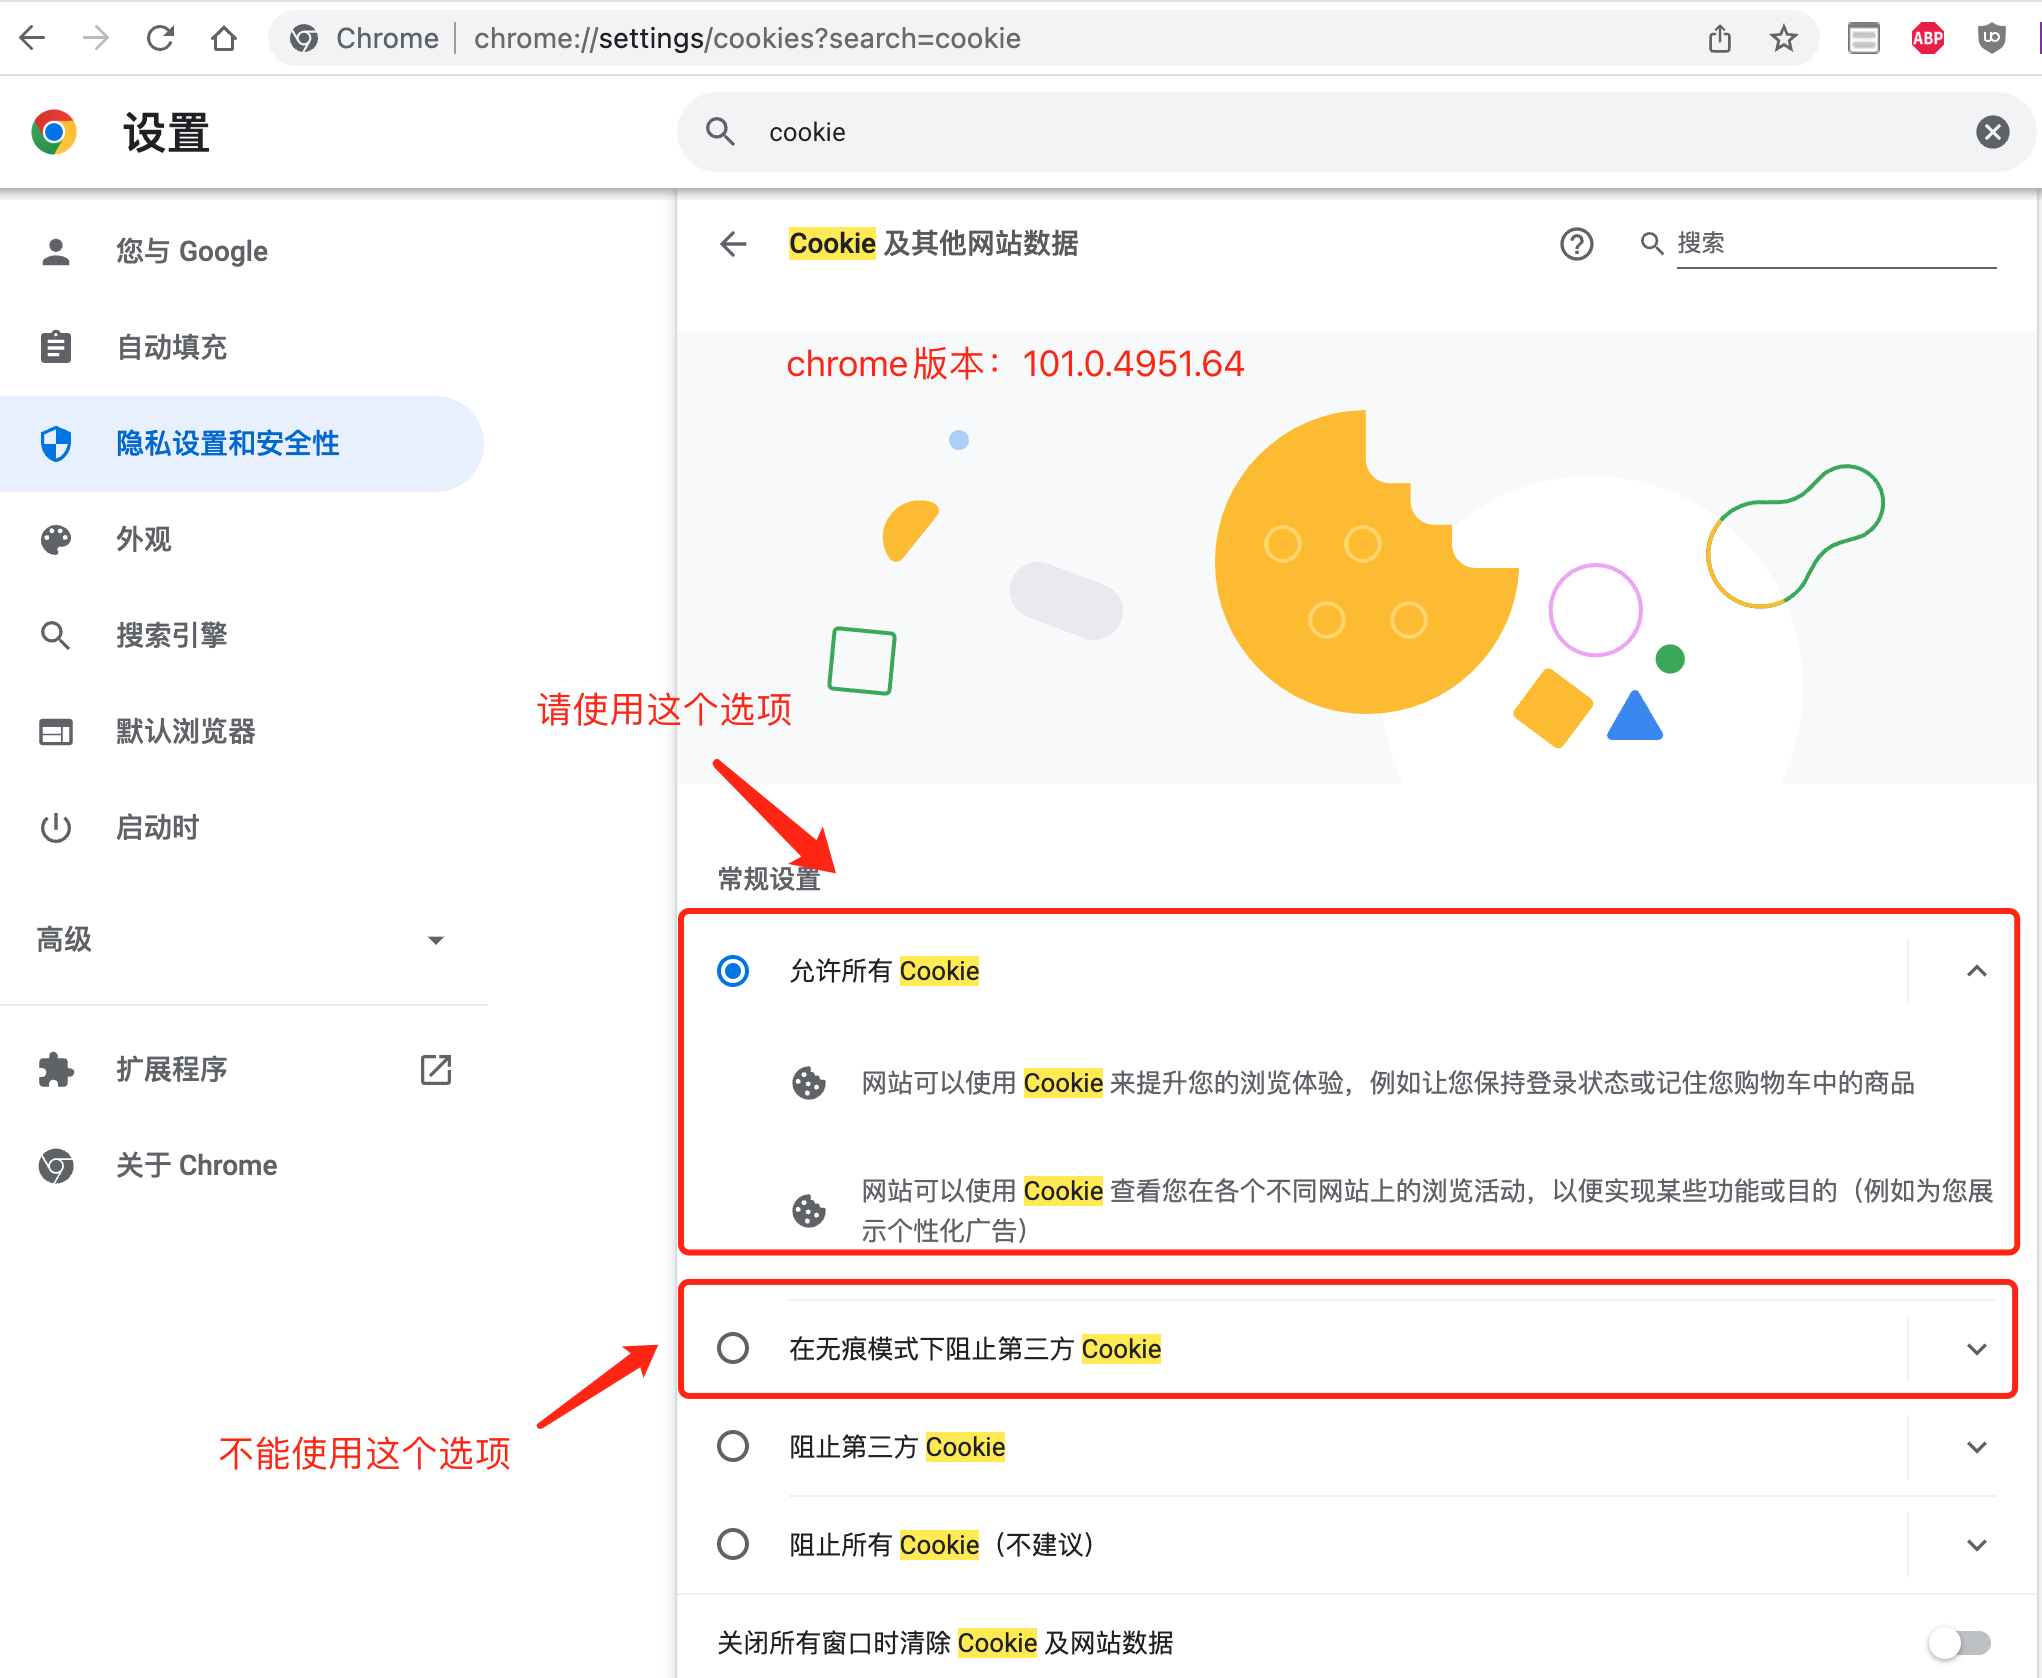 Chrome | chrome://settings/cookies?search=cookie
ABP
设置
cookie
您与 Google
自动填充
隐私设置和安全性
外观
搜索引擎
默认浏览器
启动时
高级
扩展程序
关于 Chrome
Cookie 及其他网站数据
搜索
chrome版本：101.0.4951.64
请使用这个选项
常规设置
允许所有 Cookie
网站可以使用 Cookie 来提升您的浏览体验，例如让您保持登录状态或记住您购物车中的商品
网站可以使用 Cookie 查看您在各个不同网站上的浏览活动，以便实现某些功能或目的（例如为您展
示个性化广告）
在无痕模式下阻止第三方 Cookie
不能使用这个选项
阻止第三方 Cookie
阻止所有 Cookie（不建议）
关闭所有窗口时清除 Cookie 及网站数据